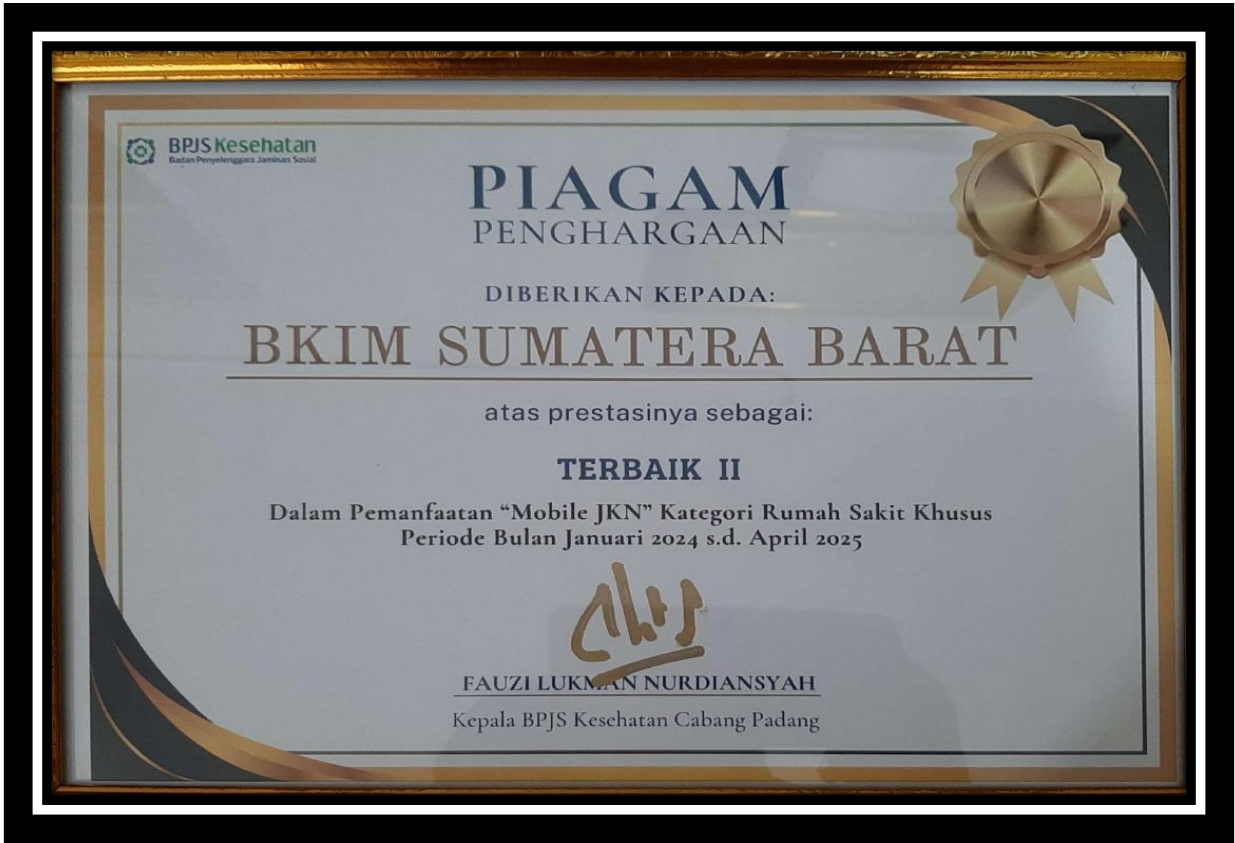 BPJS Kesehatan
Badan Penyelenggara Jaminan Sosial
PIAGAM
PENGHARGAAN
DIBERIKAN KEPADA:
BKIM SUMATERA BARAT
atas prestasinya sebagai:
TERBAIK II
Dalam Pemanfaatan “Mobile JKN” Kategori Rumah Sakit Khusus
Periode Bulan Januari 2024 s.d. April 2025
FAUZI LUKMAN NURDIANSYAH
Kepala BPJS Kesehatan Cabang Padang